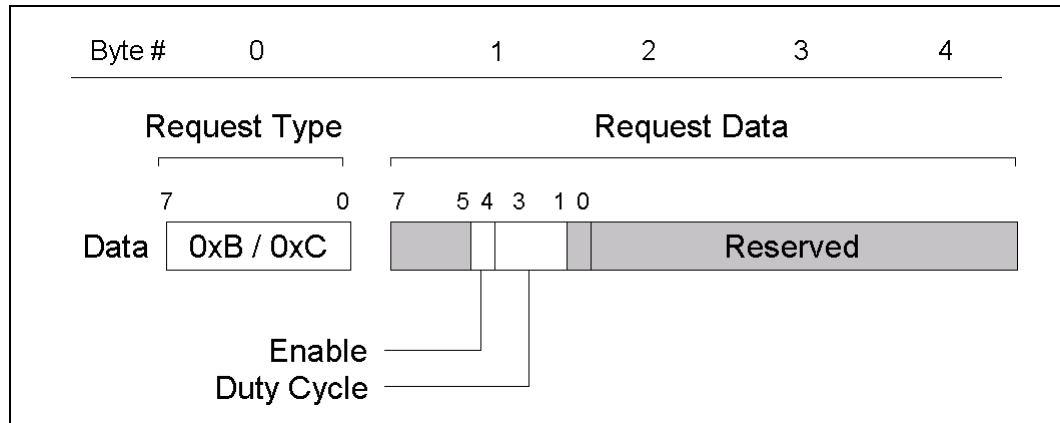 Byte # 0 1 2 3 4
Request Type Request Data
7 0 7 5 4 3 1 0
Data 0xB / 0xC Reserved
Enable
Duty Cycle